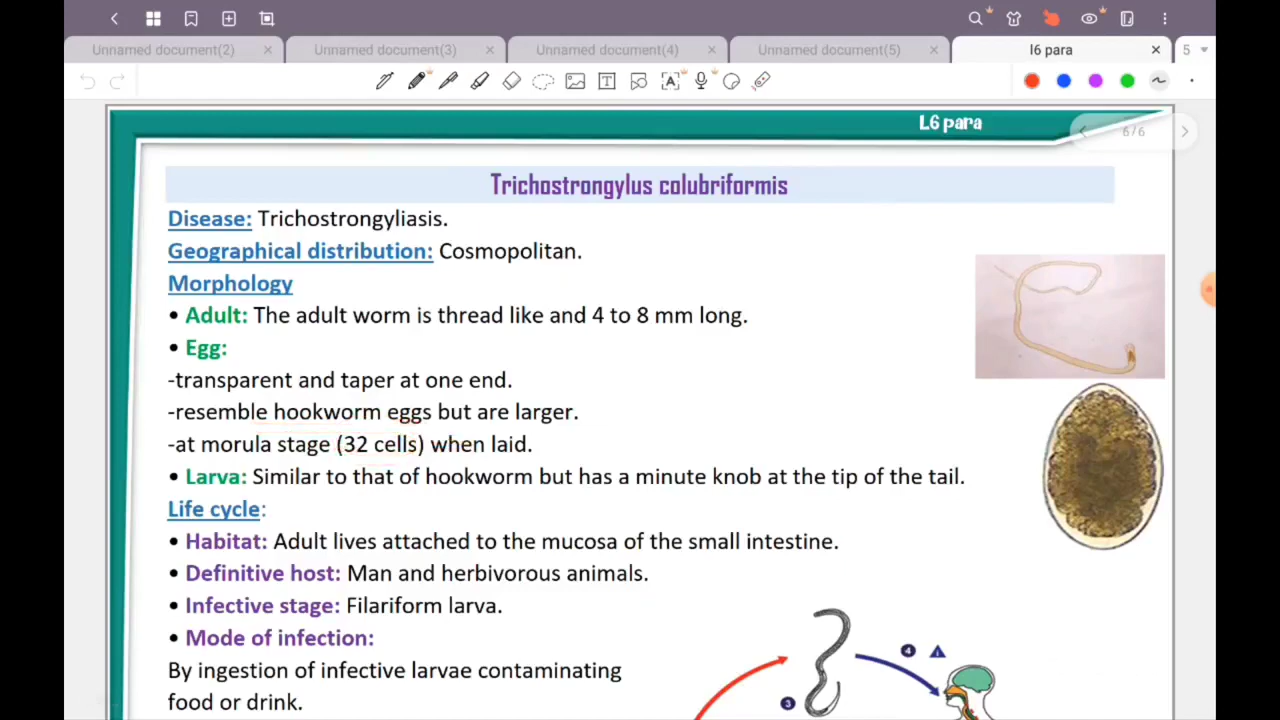 Unnamed document(2)
Unnamed document(3)
Unnamed document(4)
Unnamed document(5)
l6 para
5
L6 para
6/6
Trichostrongylus colubriformis
Disease: Trichostrongyliasis.
Geographical distribution: Cosmopolitan.
Morphology
• Adult: The adult worm is thread like and 4 to 8 mm long.
• Egg:
-transparent and taper at one end.
-resemble hookworm eggs but are larger.
-at morula stage (32 cells) when laid.
• Larva: Similar to that of hookworm but has a minute knob at the tip of the tail.
Life cycle:
• Habitat: Adult lives attached to the mucosa of the small intestine.
• Definitive host: Man and herbivorous animals.
• Infective stage: Filariform larva.
• Mode of infection:
By ingestion of infective larvae contaminating
food or drink.
4
3